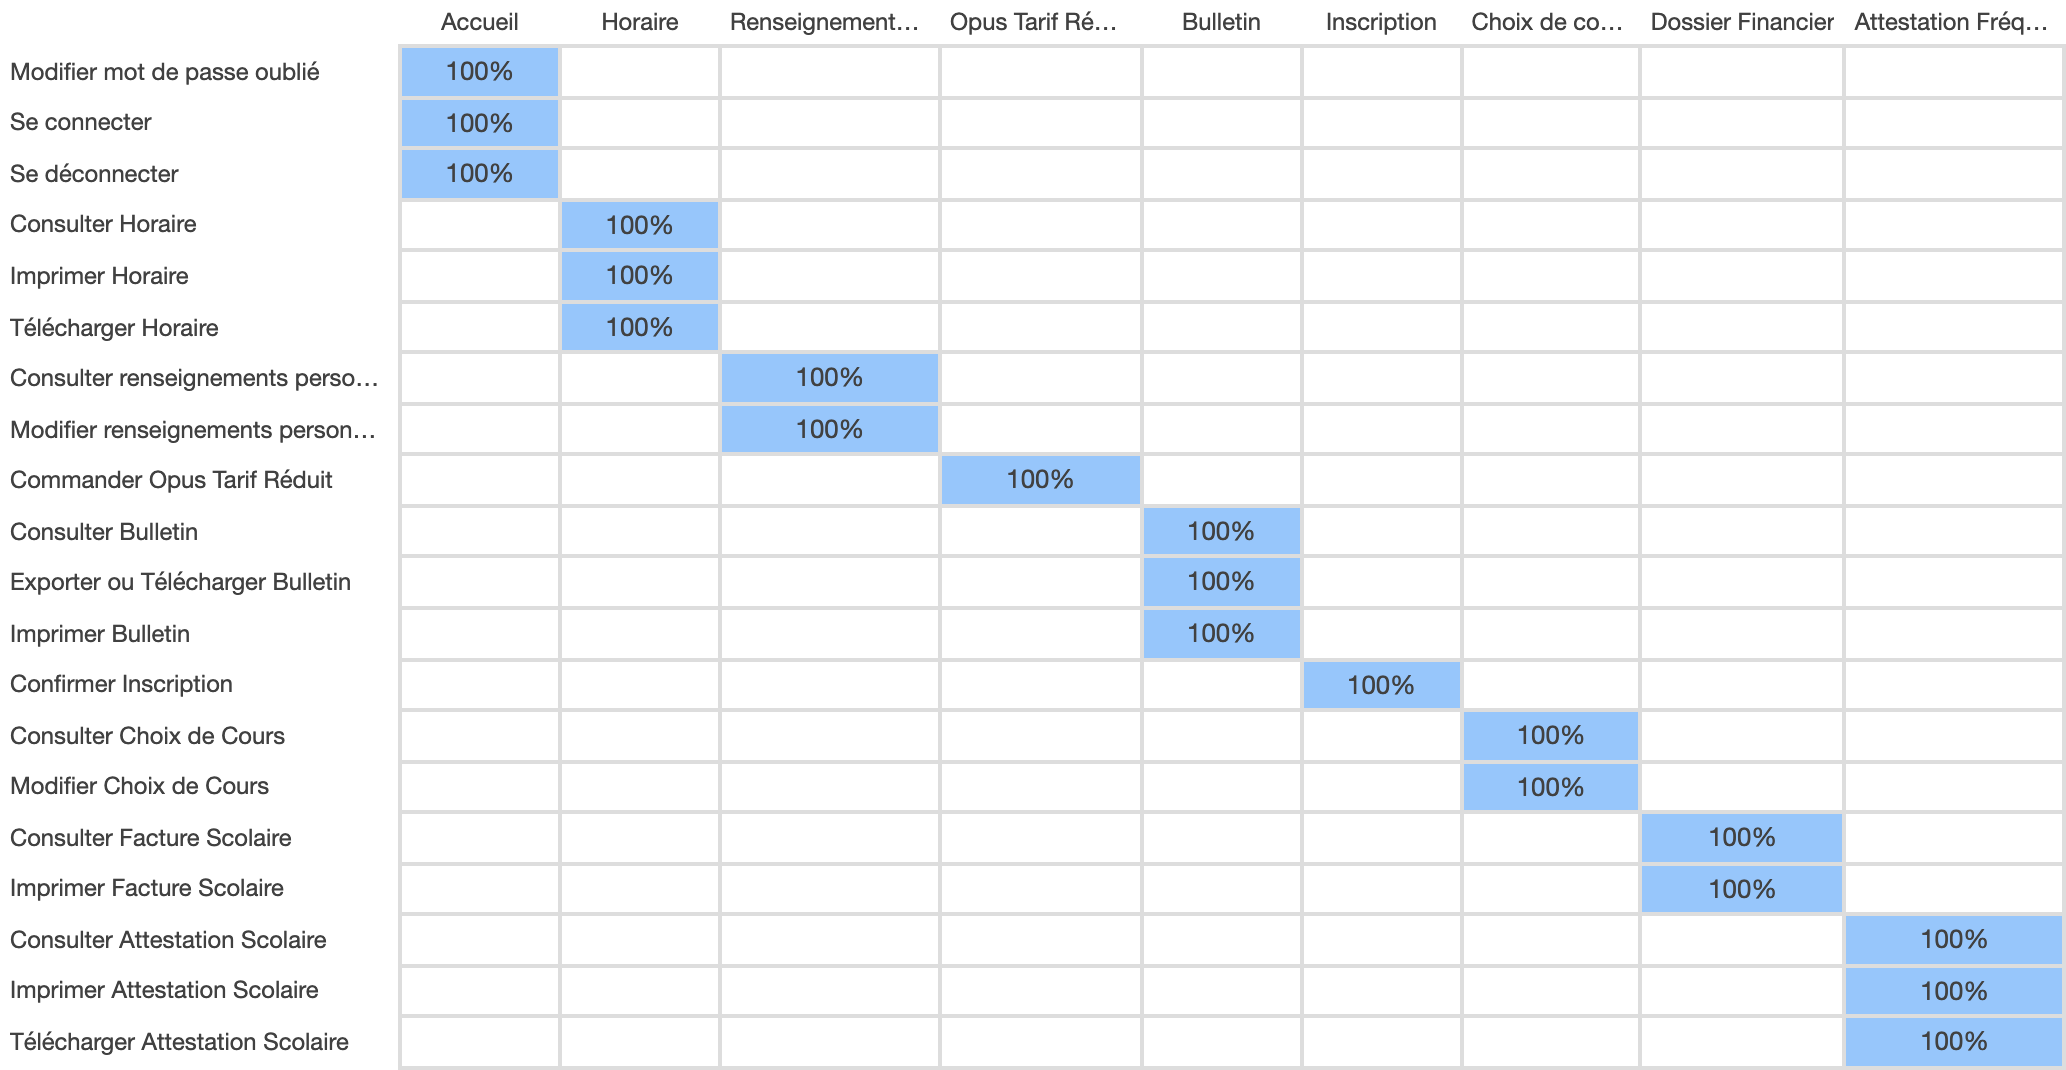 Accueil Horaire Renseignement… Opus Tarif Ré… Bulletin Inscription Choix de co… Dossier Financier Attestation Fréq…
Modifier mot de passe oublié 100%
Se connecter 100%
Se déconnecter 100%
Consulter Horaire 100%
Imprimer Horaire 100%
Télécharger Horaire 100%
Consulter renseignements perso… 100%
Modifier renseignements person… 100%
Commander Opus Tarif Réduit 100%
Consulter Bulletin 100%
Exporter ou Télécharger Bulletin 100%
Imprimer Bulletin 100%
Confirmer Inscription 100%
Consulter Choix de Cours 100%
Modifier Choix de Cours 100%
Consulter Facture Scolaire 100%
Imprimer Facture Scolaire 100%
Consulter Attestation Scolaire 100%
Imprimer Attestation Scolaire 100%
Télécharger Attestation Scolaire 100%